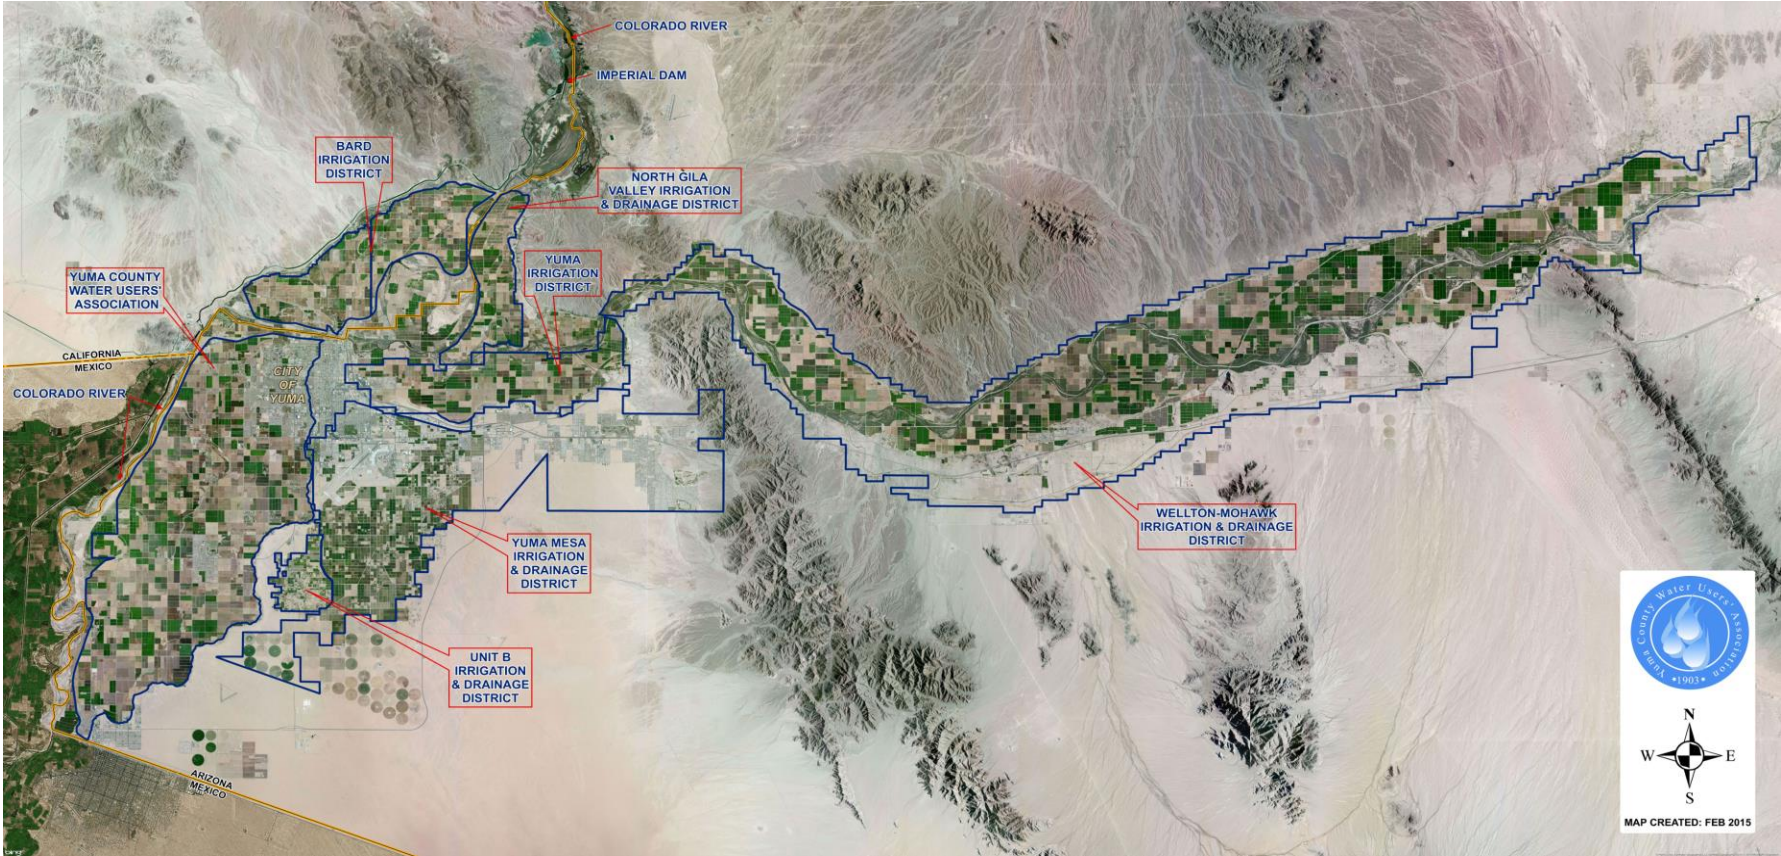 COLORADO RIVER
IMPERIAL DAM
BARD
IRRIGATION
DISTRICT
NORTH GILA
VALLEY IRRIGATION
& DRAINAGE DISTRICT
YUMA COUNTY
WATER USERS'
ASSOCIATION
YUMA
IRRIGATION
DISTRICT
CALIFORNIA
MEXICO
COLORADO RIVER
CITY
OF
YUMA
WELLTON-MOHAWK
IRRIGATION & DRAINAGE
DISTRICT
YUMA MESA
IRRIGATION
& DRAINAGE
DISTRICT
UNIT B
IRRIGATION
& DRAINAGE
DISTRICT
ARIZONA
MEXICO
Yuma County Water Users' Association
•1903•
N
W E
S
MAP CREATED: FEB 2015
bing